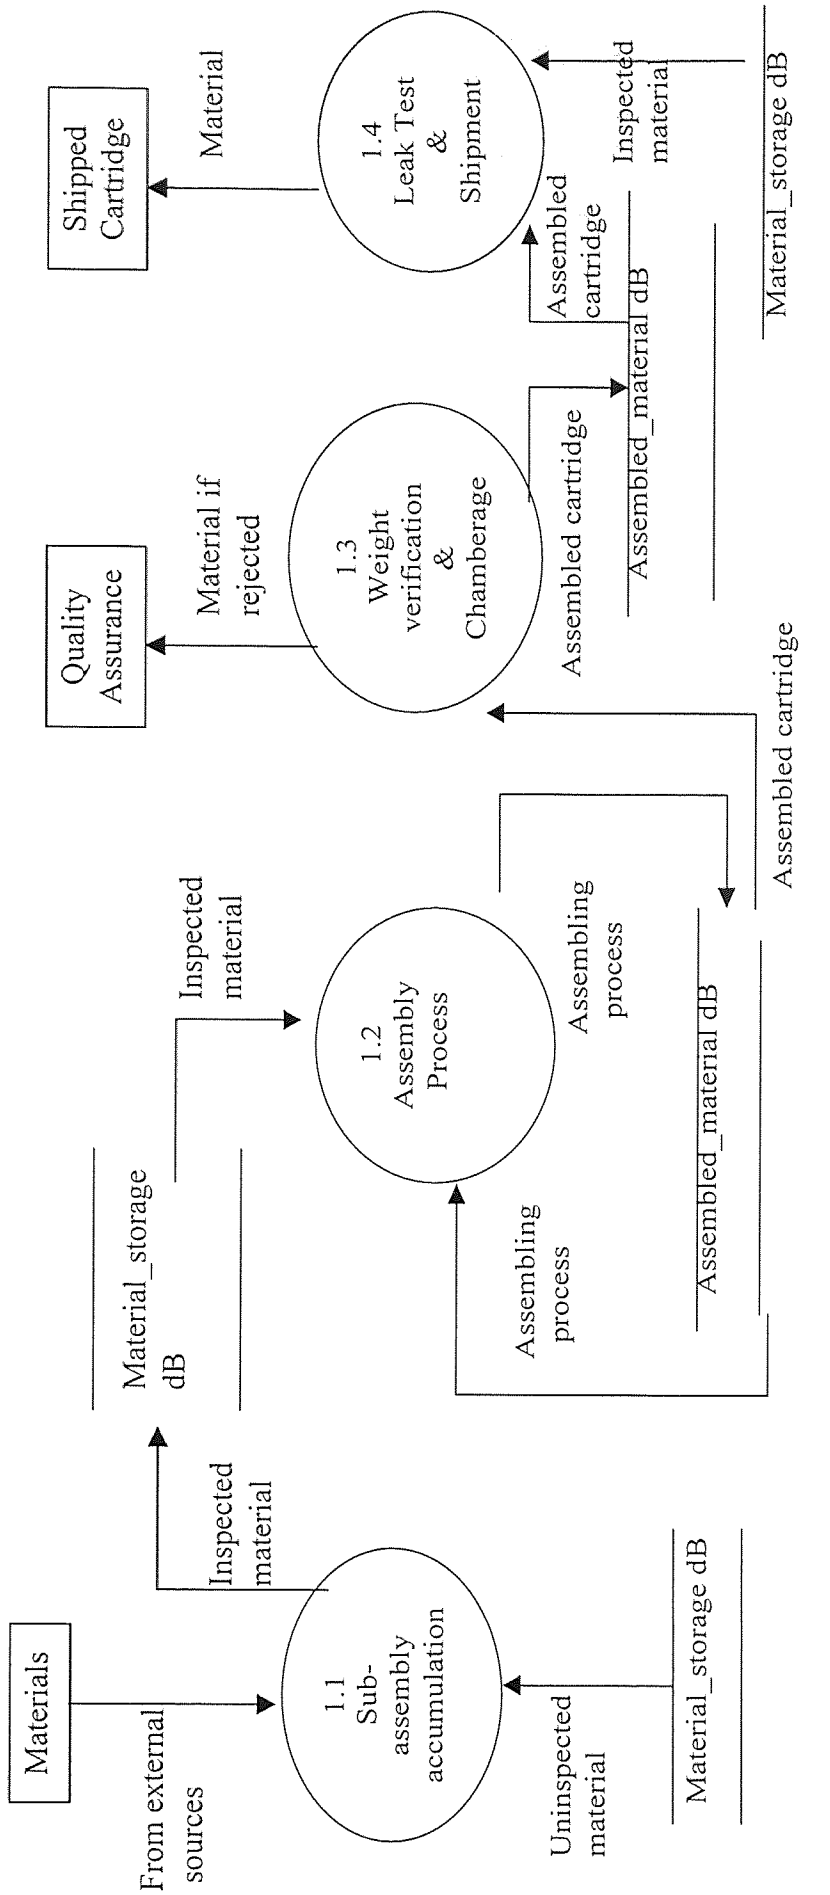 Materials
From external
sources
1.1
Sub-
assembly
accumulation
Uninspected
material
Material_storage dB
Inspected
material
Material_storage
dB
Inspected
material
1.2
Assembly
Process
Assembling
process
Assembling
process
Assembled_material dB
Assembled cartridge
Quality
Assurance
Material if
rejected
1.3
Weight
verification
&
Chamberage
Assembled cartridge
Assembled_material dB
Assembled
cartridge
Shipped
Cartridge
Material
1.4
Leak Test
&
Shipment
Inspected
material
Material_storage dB